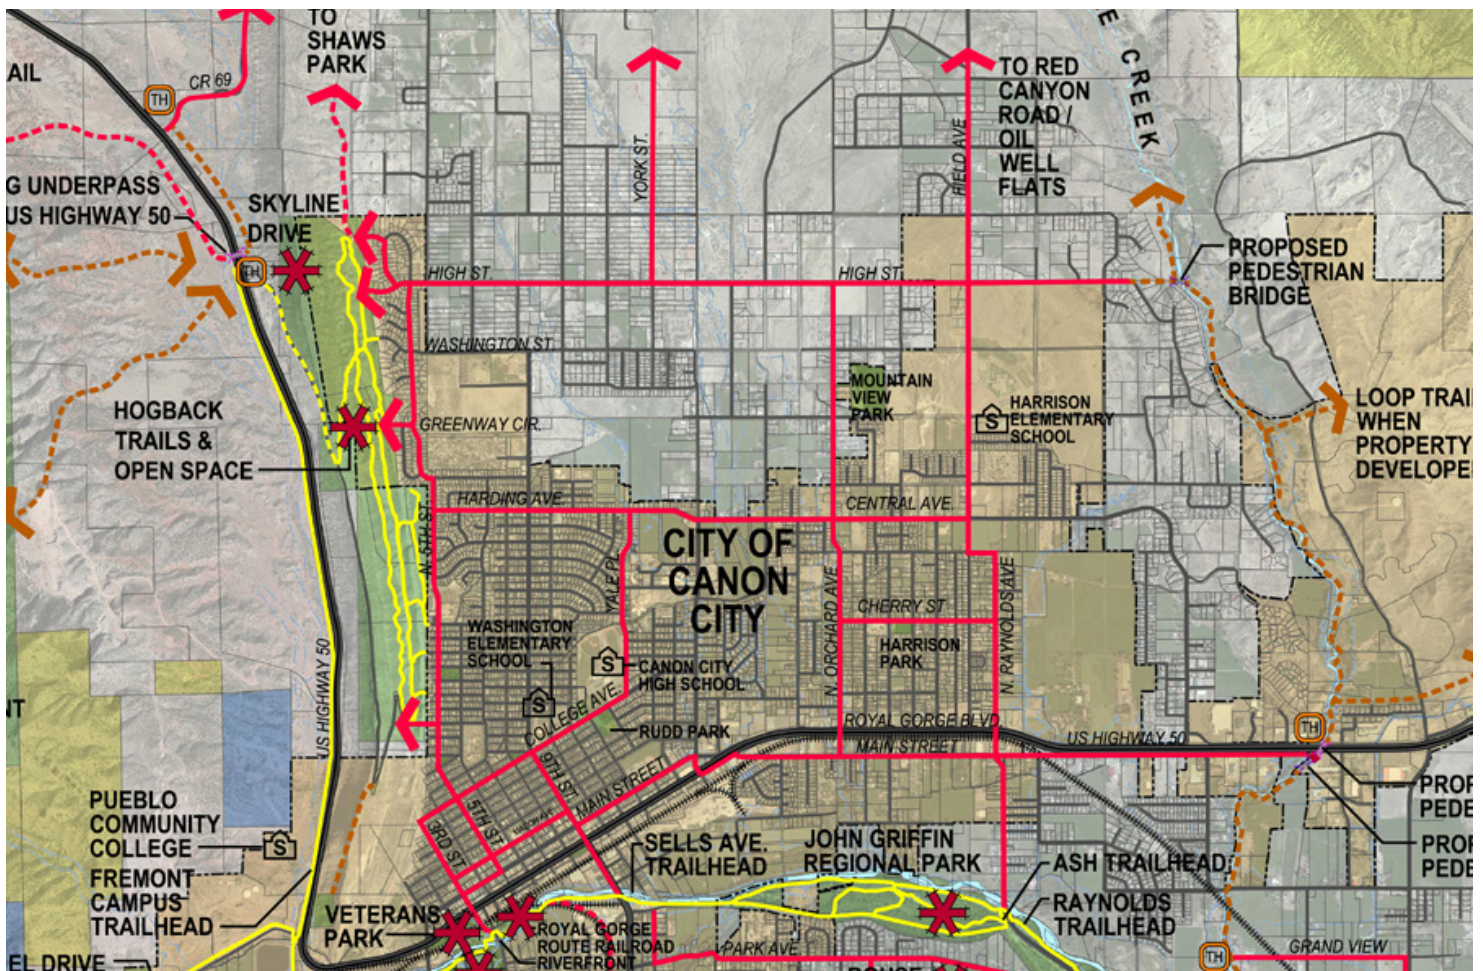 TO
SHAWS
PARK
AIL
CR 69
TH
YORK ST.
FIELD AVE
TO RED
CANYON
ROAD /
OIL
WELL
FLATS
E CREEK
G UNDERPASS
US HIGHWAY 50
SKYLINE
DRIVE
TH
HIGH ST.
HIGH ST.
PROPOSED
PEDESTRIAN
BRIDGE
WASHINGTON ST.
MOUNTAIN
VIEW
PARK
S
HARRISON
ELEMENTARY
SCHOOL
LOOP TRAI
WHEN
PROPERTY
DEVELOPE
HOGBACK
TRAILS &
OPEN SPACE
GREENWAY CIR.
HARDING AVE.
CENTRAL AVE.
N. 5TH ST.
CITY OF
CANON
CITY
YALE PL.
N. ORCHARD AVE
N. RAYNOLDS AVE
CHERRY ST
HARRISON
PARK
WASHINGTON
ELEMENTARY
SCHOOL
S
S
CANON CITY
HIGH SCHOOL
COLLEGE AVE.
RUDD PARK
US HIGHWAY 50
NT
ROYAL GORGE BLVD
MAIN STREET
US HIGHWAY 50
TH
9TH ST.
MAIN STREET
5TH ST.
3RD ST.
PUEBLO
COMMUNITY
COLLEGE
S
FREMONT
CAMPUS
TRAILHEAD
EL DRIVE
VETERANS
PARK
SELLS AVE.
TRAILHEAD
JOHN GRIFFIN
REGIONAL PARK
ASH TRAILHEAD
RAYNOLDS
TRAILHEAD
PROP
PEDE
PROP
PEDE
ROYAL GORGE
ROUTE RAILROAD
RIVERFRONT
PARK AVE.
TH
GRAND VIEW